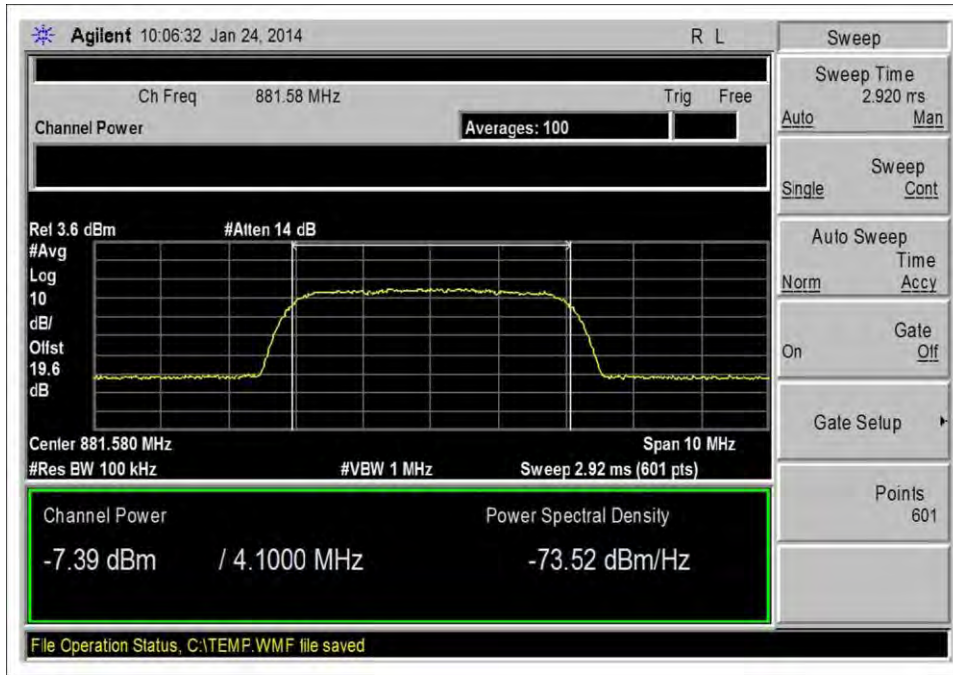 Agilent 10:06:32 Jan 24, 2014 R L
Ch Freq 881.58 MHz Trig Free
Channel Power Averages: 100
Ref 3.6 dBm #Atten 14 dB
#Avg
Log
10
dB/
Offst
19.6
dB
Center 881.580 MHz Span 10 MHz
#Res BW 100 kHz #VBW 1 MHz Sweep 2.92 ms (601 pts)
Channel Power Power Spectral Density
-7.39 dBm / 4.1000 MHz -73.52 dBm/Hz
File Operation Status, C:\TEMP.WMF file saved
Sweep
Sweep Time
2.920 ms
Auto Man
Sweep
Single Cont
Auto Sweep
Time
Norm Accy
Gate
On Off
Gate Setup
Points
601